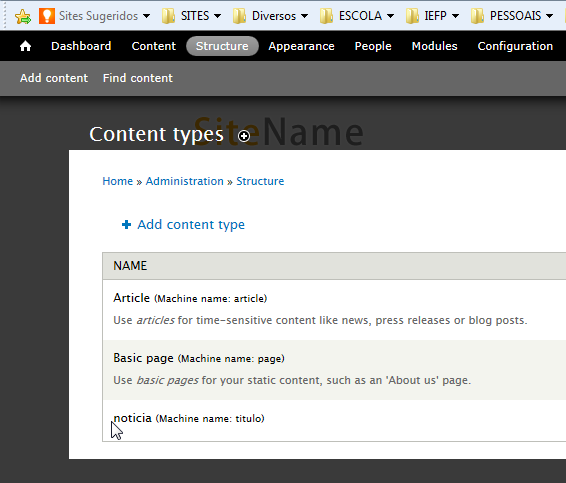 Sites Sugeridos SITES Diversos ESCOLA IEFP PESSOAIS
Dashboard Content Structure Appearance People Modules Configuration
Add content Find content
SiteName
Content types
Home » Administration » Structure
Add content type
NAME
Article (Machine name: article)
Use articles for time-sensitive content like news, press releases or blog posts.
Basic page (Machine name: page)
Use basic pages for your static content, such as an 'About us' page.
noticia (Machine name: titulo)